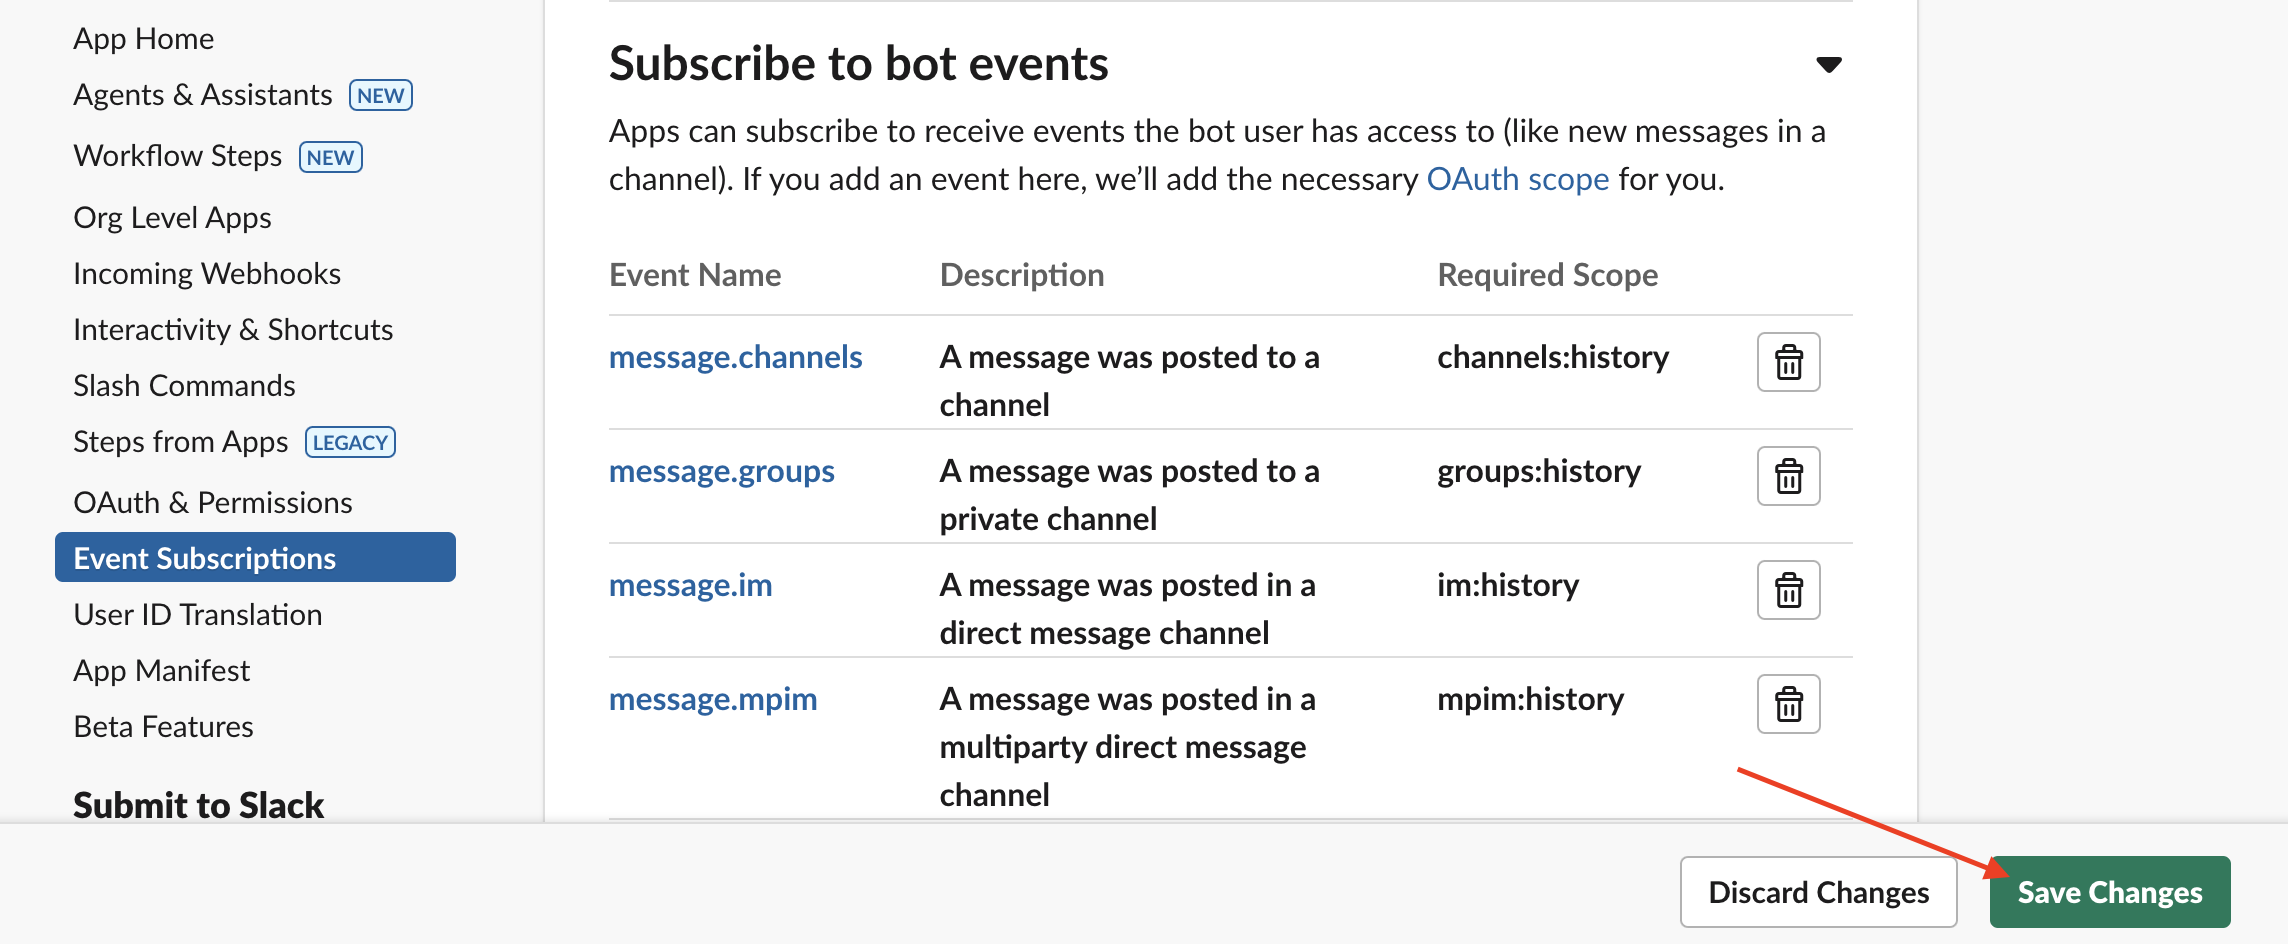 App Home
Agents & Assistants NEW
Workflow Steps NEW
Org Level Apps
Incoming Webhooks
Interactivity & Shortcuts
Slash Commands
Steps from Apps LEGACY
OAuth & Permissions
Event Subscriptions
User ID Translation
App Manifest
Beta Features
Submit to Slack
Subscribe to bot events
Apps can subscribe to receive events the bot user has access to (like new messages in a
channel). If you add an event here, we’ll add the necessary OAuth scope for you.
Event Name Description Required Scope
message.channels A message was posted to a channels:history
channel
message.groups A message was posted to a groups:history
private channel
message.im A message was posted in a im:history
direct message channel
message.mpim A message was posted in a mpim:history
multiparty direct message
channel
Discard Changes Save Changes